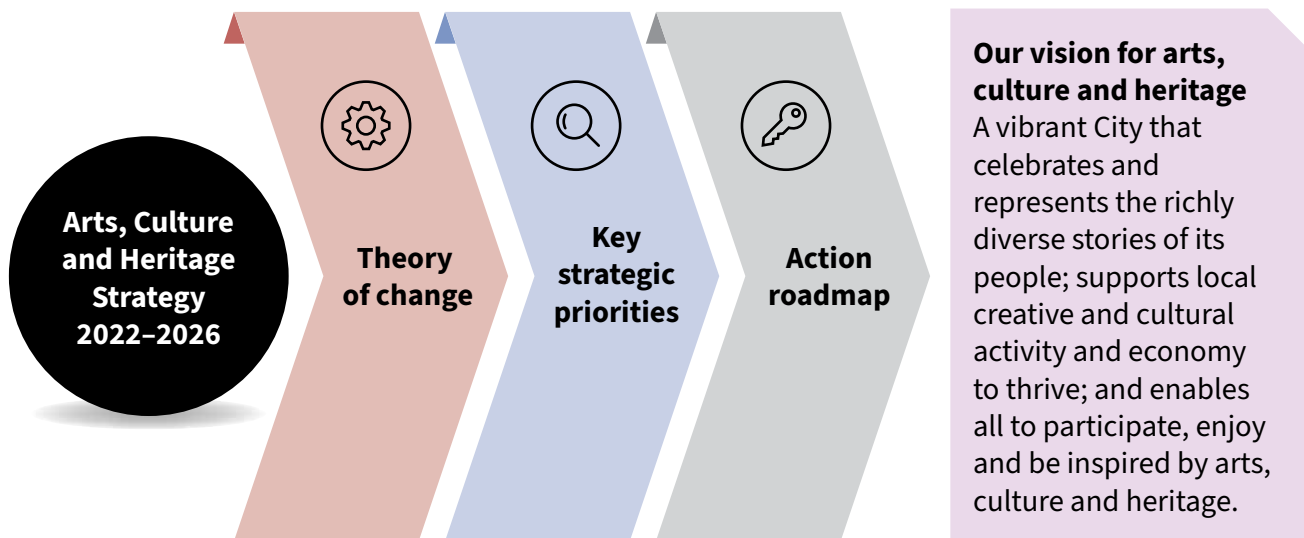 Arts, Culture
and Heritage
Strategy
2022–2026
Theory
of change
Key
strategic
priorities
Action
roadmap
Our vision for arts,
culture and heritage
A vibrant City that
celebrates and
represents the richly
diverse stories of its
people; supports local
creative and cultural
activity and economy
to thrive; and enables
all to participate, enjoy
and be inspired by arts,
culture and heritage.